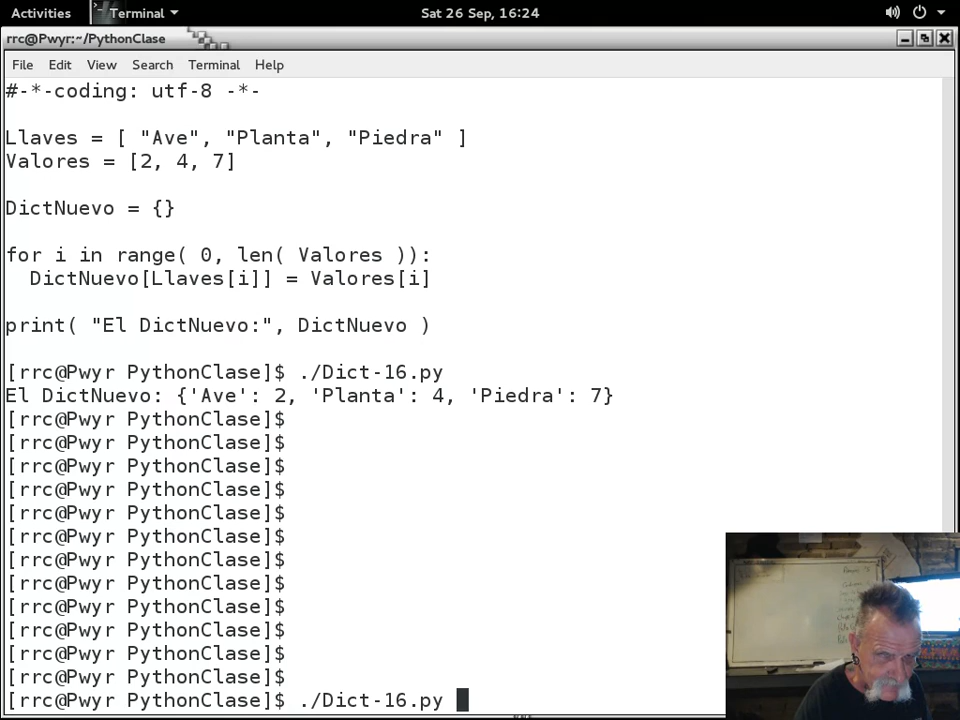 Activities Terminal Sat 26 Sep, 16:24
rrc@Pwyr:~/PythonClase
File Edit View Search Terminal Help
#-*-coding: utf-8 -*-
Llaves = [ "Ave", "Planta", "Piedra" ]
Valores = [2, 4, 7]
DictNuevo = {}
for i in range( 0, len( Valores )):
DictNuevo[Llaves[i]] = Valores[i]
print( "El DictNuevo:", DictNuevo )
[rrc@Pwyr PythonClase]$ ./Dict-16.py
El DictNuevo: {'Ave': 2, 'Planta': 4, 'Piedra': 7}
[rrc@Pwyr PythonClase]$
[rrc@Pwyr PythonClase]$
[rrc@Pwyr PythonClase]$
[rrc@Pwyr PythonClase]$
[rrc@Pwyr PythonClase]$
[rrc@Pwyr PythonClase]$
[rrc@Pwyr PythonClase]$
[rrc@Pwyr PythonClase]$
[rrc@Pwyr PythonClase]$
[rrc@Pwyr PythonClase]$
[rrc@Pwyr PythonClase]$
[rrc@Pwyr PythonClase]$
[rrc@Pwyr PythonClase]$ ./Dict-16.py